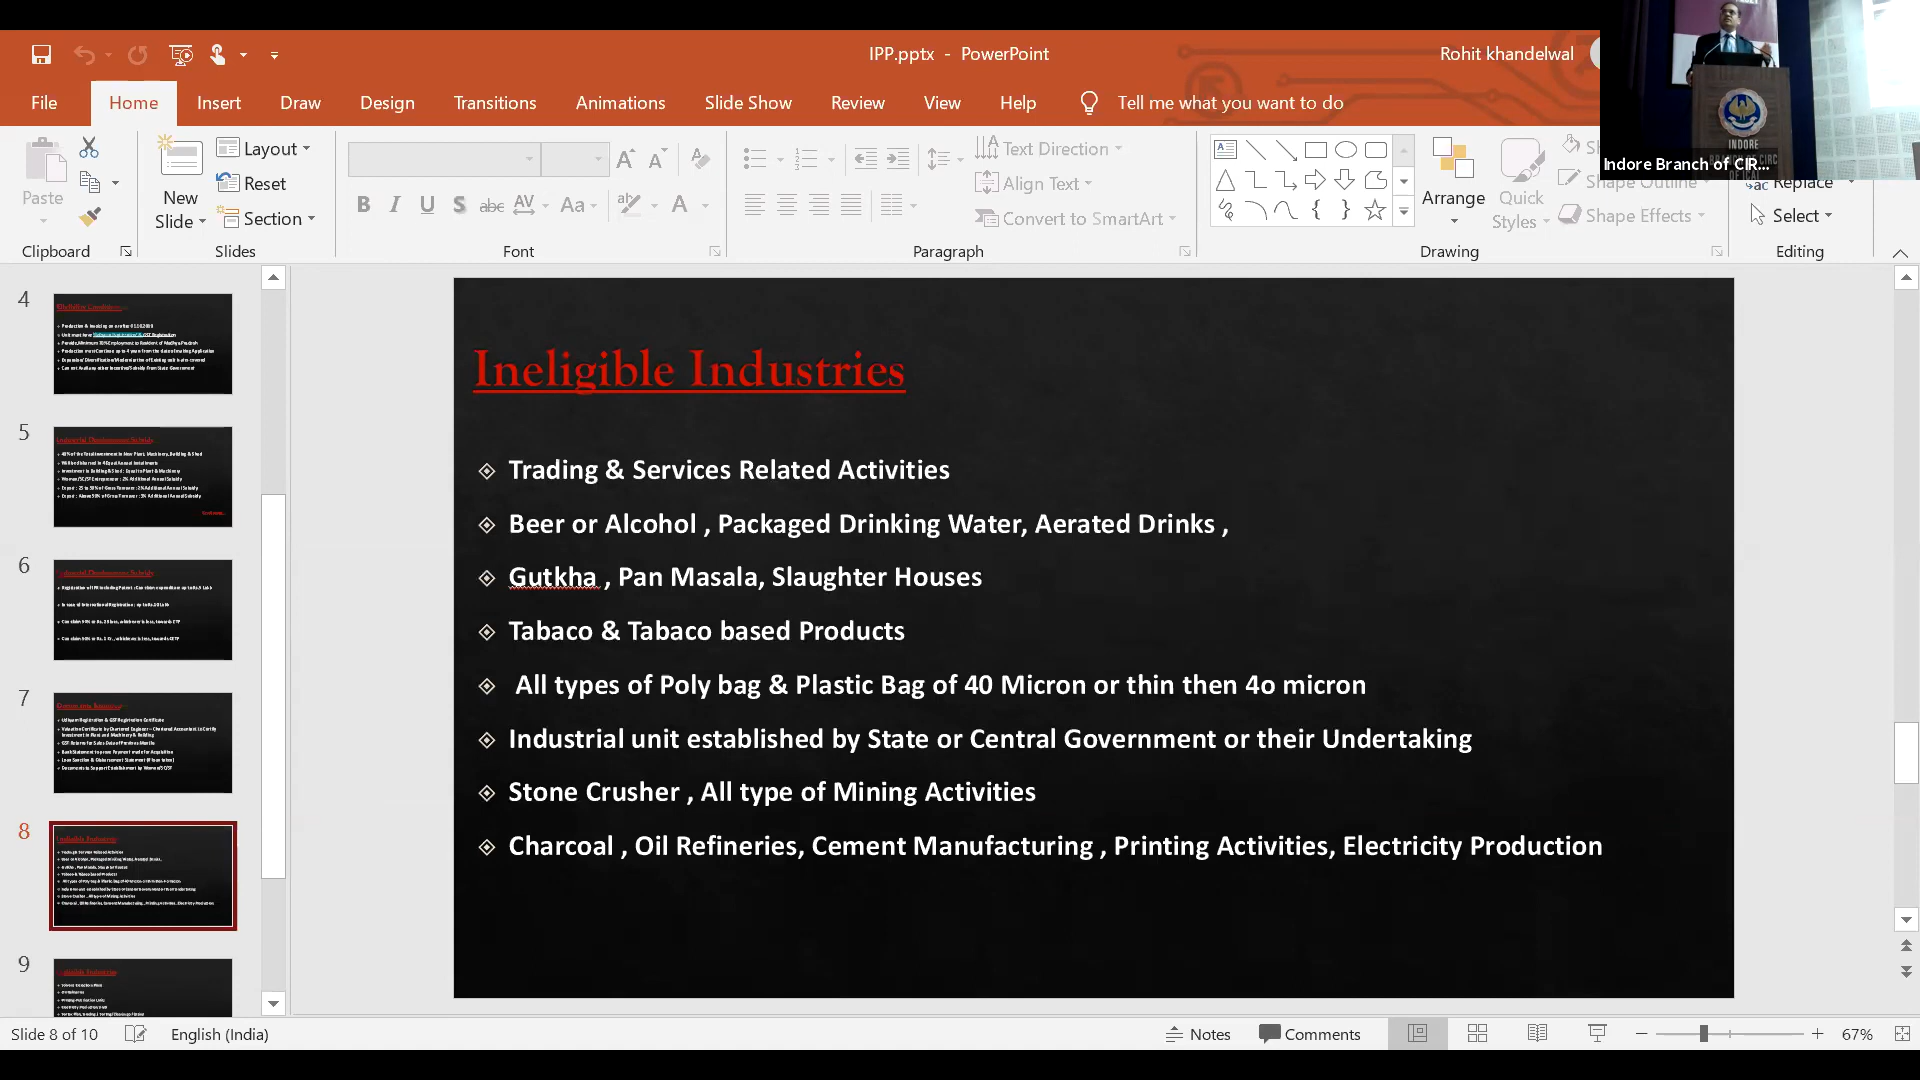 IPP.pptx - PowerPoint
Rohit khandelwal
File Home Insert Draw Design Transitions Animations Slide Show Review View Help Tell me what you want to do
Paste
New
Slide
Layout
Reset
Section
Text Direction
Align Text
Convert to SmartArt
Arrange
Quick
Styles
Shape Outline
Shape Effects
Replace
Select
Clipboard Slides Font Paragraph Drawing Editing
INDORE
Indore Branch of CIR...
4
5
6
7
8
9
Ineligible Industries
Trading & Services Related Activities
Beer or Alcohol , Packaged Drinking Water, Aerated Drinks ,
Gutkha , Pan Masala, Slaughter Houses
Tabaco & Tabaco based Products
All types of Poly bag & Plastic Bag of 40 Micron or thin then 4o micron
Industrial unit established by State or Central Government or their Undertaking
Stone Crusher , All type of Mining Activities
Charcoal , Oil Refineries, Cement Manufacturing , Printing Activities, Electricity Production
Slide 8 of 10 English (India) Notes Comments 67%